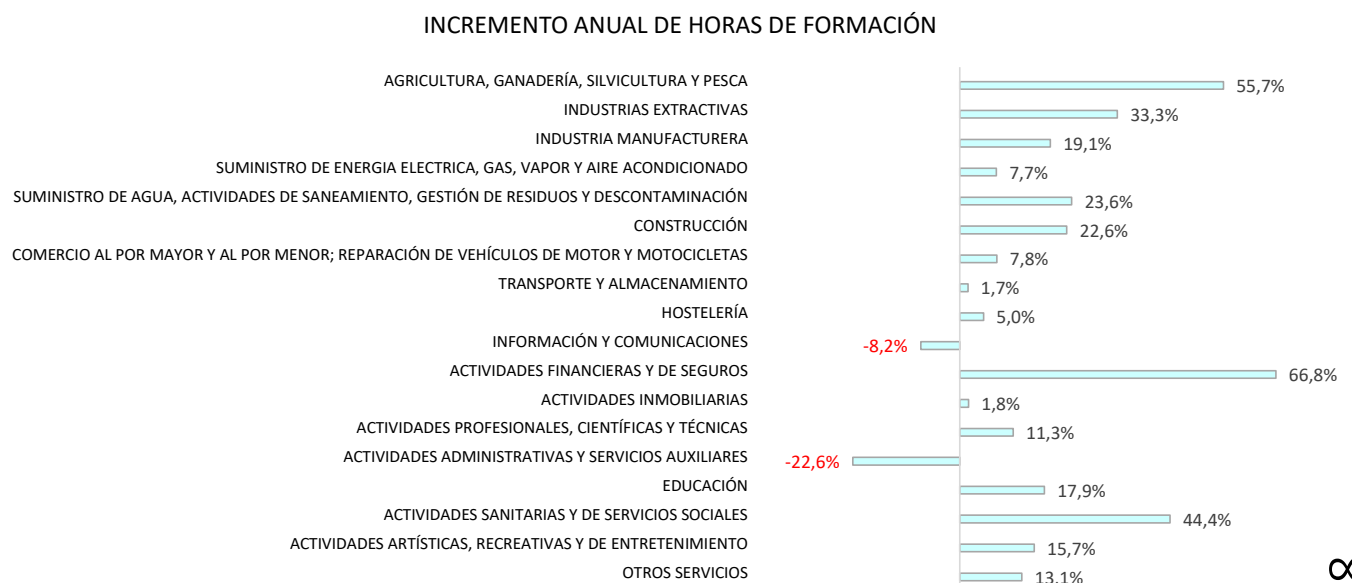 INCREMENTO ANUAL DE HORAS DE FORMACIÓN
AGRICULTURA, GANADERÍA, SILVICULTURA Y PESCA 55,7%
INDUSTRIAS EXTRACTIVAS 33,3%
INDUSTRIA MANUFACTURERA 19,1%
SUMINISTRO DE ENERGIA ELECTRICA, GAS, VAPOR Y AIRE ACONDICIONADO 7,7%
SUMINISTRO DE AGUA, ACTIVIDADES DE SANEAMIENTO, GESTIÓN DE RESIDUOS Y DESCONTAMINACIÓN 23,6%
CONSTRUCCIÓN 22,6%
COMERCIO AL POR MAYOR Y AL POR MENOR; REPARACIÓN DE VEHÍCULOS DE MOTOR Y MOTOCICLETAS 7,8%
TRANSPORTE Y ALMACENAMIENTO 1,7%
HOSTELERÍA 5,0%
INFORMACIÓN Y COMUNICACIONES -8,2%
ACTIVIDADES FINANCIERAS Y DE SEGUROS 66,8%
ACTIVIDADES INMOBILIARIAS 1,8%
ACTIVIDADES PROFESIONALES, CIENTÍFICAS Y TÉCNICAS 11,3%
ACTIVIDADES ADMINISTRATIVAS Y SERVICIOS AUXILIARES -22,6%
EDUCACIÓN 17,9%
ACTIVIDADES SANITARIAS Y DE SERVICIOS SOCIALES 44,4%
ACTIVIDADES ARTÍSTICAS, RECREATIVAS Y DE ENTRETENIMIENTO 15,7%
OTROS SERVICIOS 13,1%